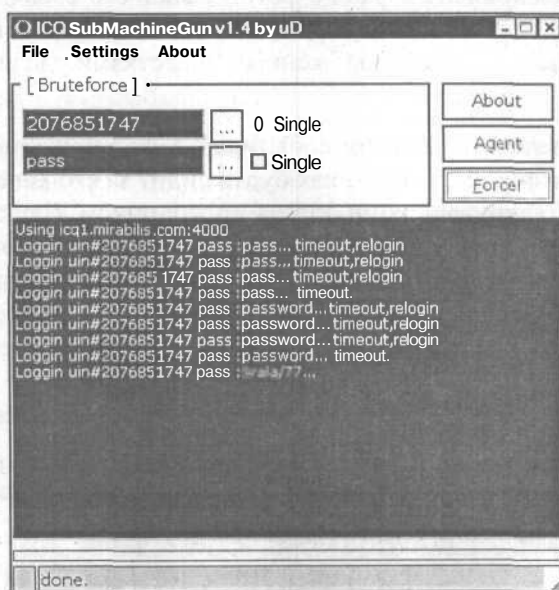 ICQ SubMachineGun v1.4 by uD
File Settings About
[Bruteforce]
2076851747 ... 0 Single
pass ... Single
About
Agent
Force!
Using icq1.mirabilis.com:4000
Loggin uin#2076851747 pass :pass... timeout,relogin
Loggin uin#2076851747 pass :pass... timeout,relogin
Loggin uin#207685 1747 pass :pass... timeout,relogin
Loggin uin#2076851747 pass :pass... timeout.
Loggin uin#2076851747 pass :password...timeout,relogin
Loggin uin#2076851747 pass :password...timeout,relogin
Loggin uin#2076851747 pass :password...timeout,relogin
Loggin uin#2076851747 pass :password... timeout.
Loggin uin#2076851747 pass :
done.